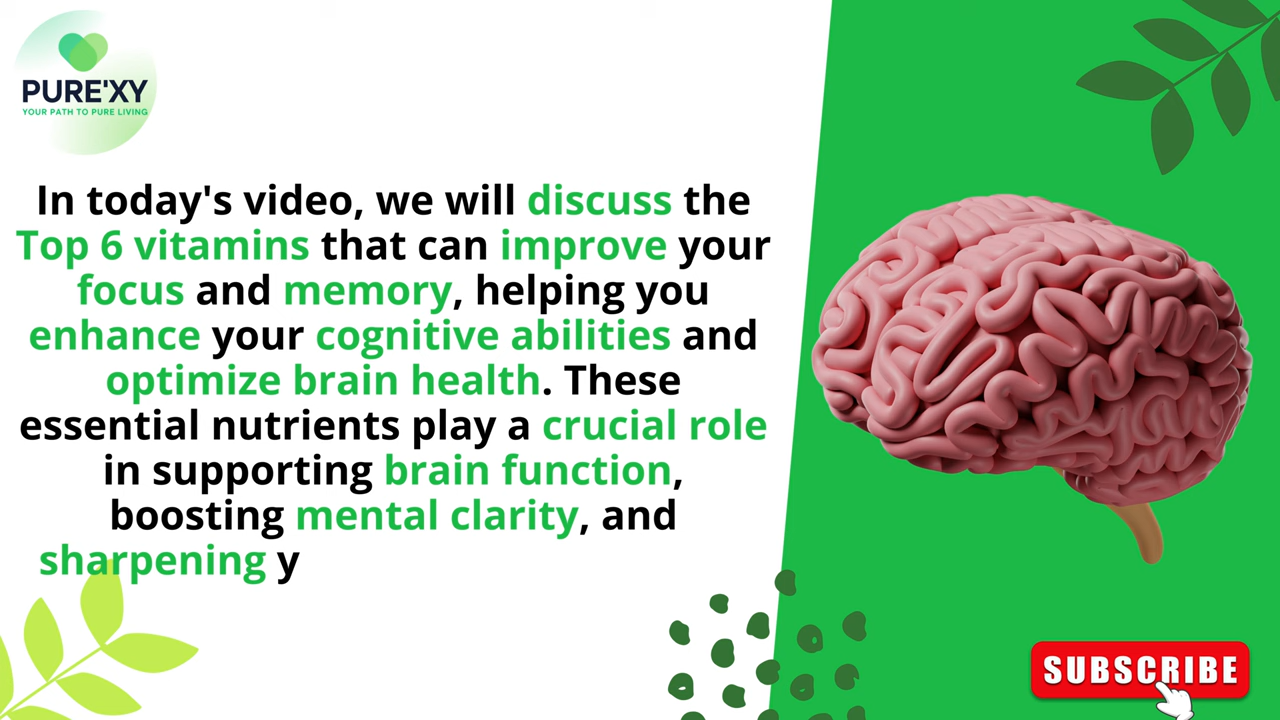 PURE'XY
YOUR PATH TO PURE LIVING
In today's video, we will discuss the
Top 6 vitamins that can improve your
focus and memory, helping you
enhance your cognitive abilities and
optimize brain health. These
essential nutrients play a crucial role
in supporting brain function,
boosting mental clarity, and
sharpening y
SUBSCRIBE